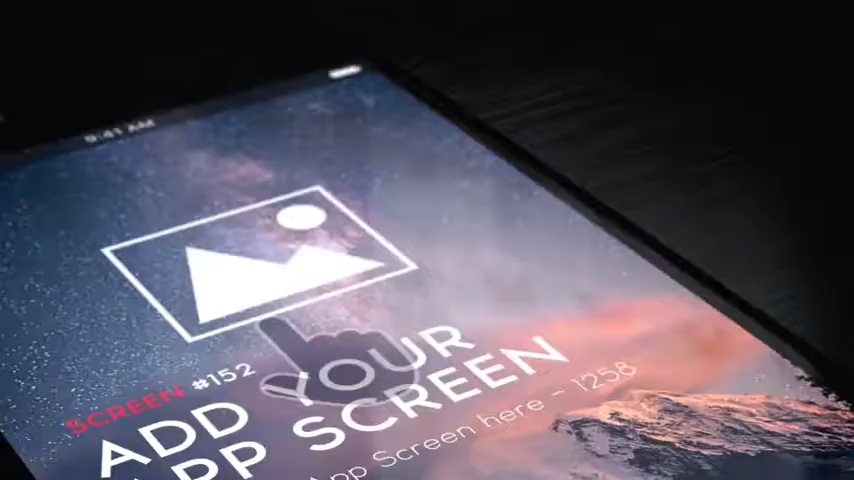 9:41 AM
SCREEN #152
ADD YOUR
APP SCREEN
App Screen here – 1258